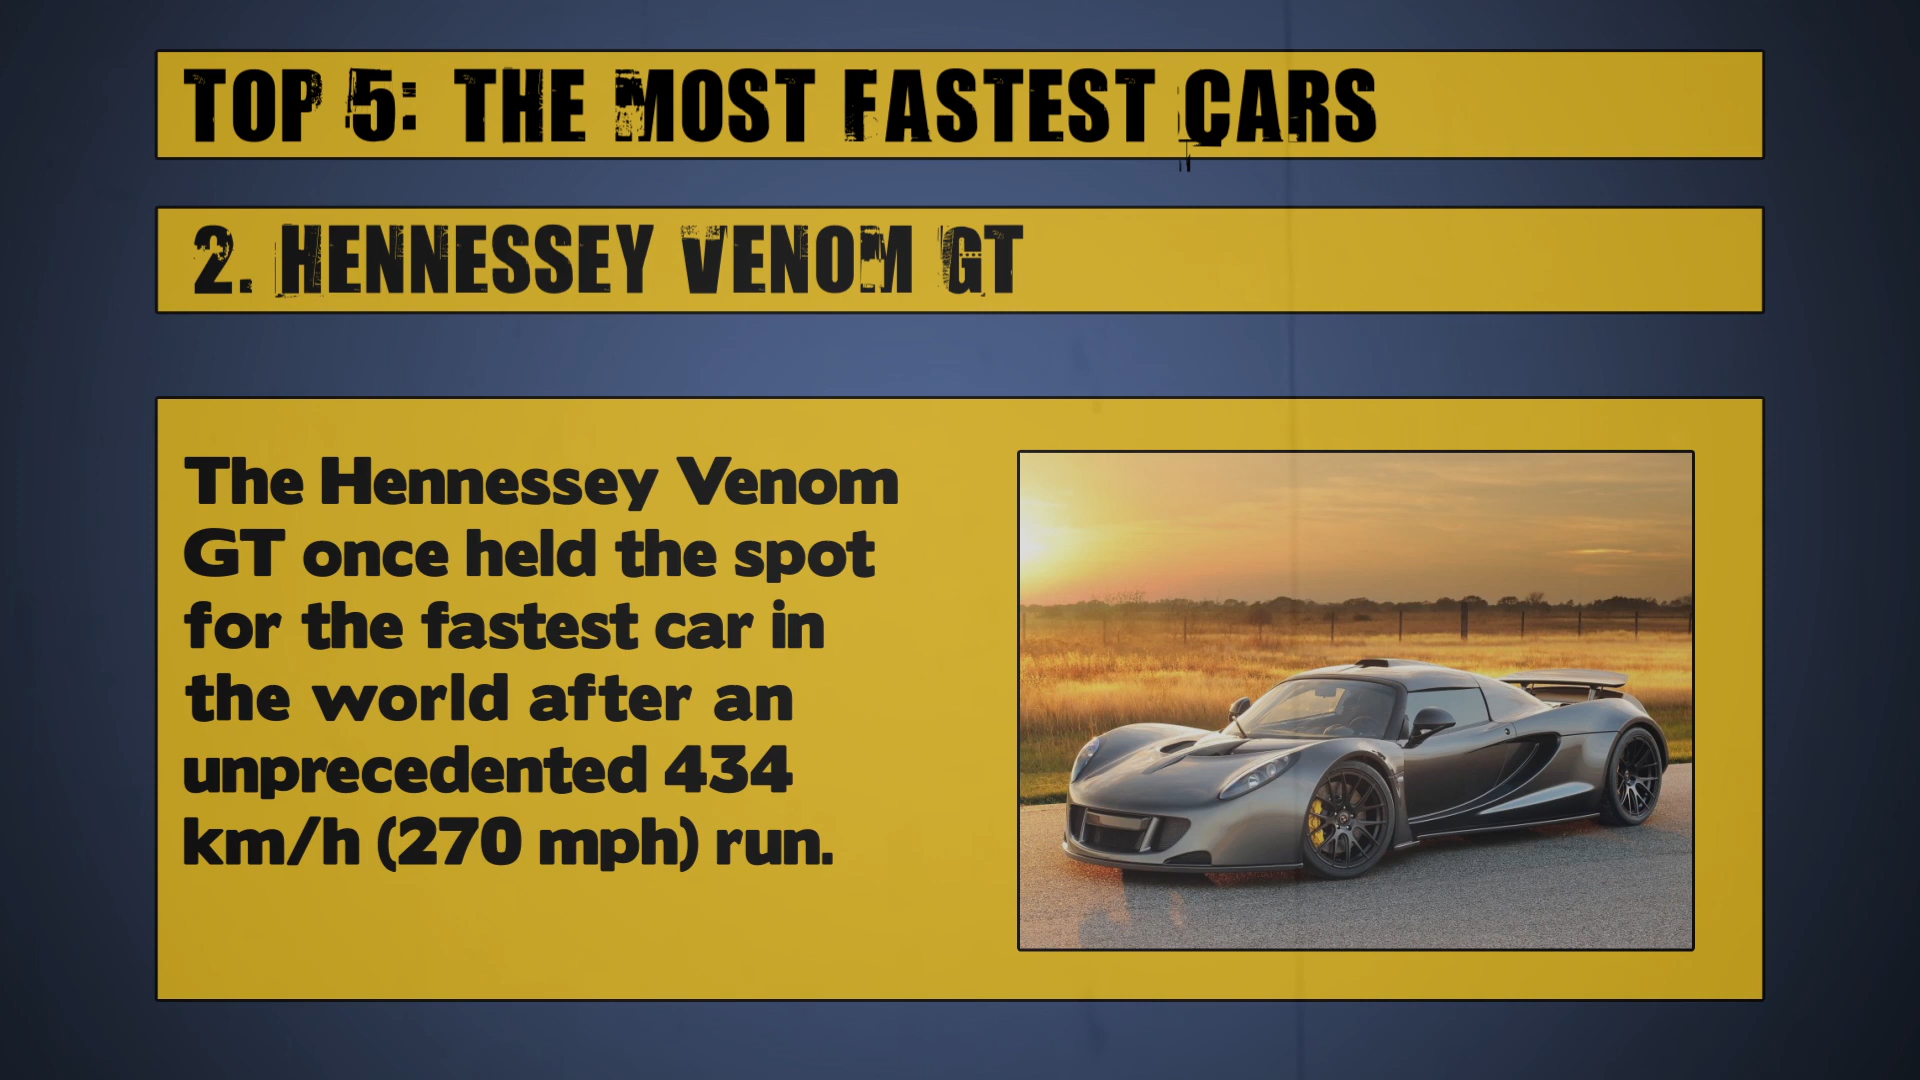 TOP 5: THE MOST FASTEST CARS
2. HENNESSEY VENOM GT
The Hennessey Venom
GT once held the spot
for the fastest car in
the world after an
unprecedented 434
km/h (270 mph) run.